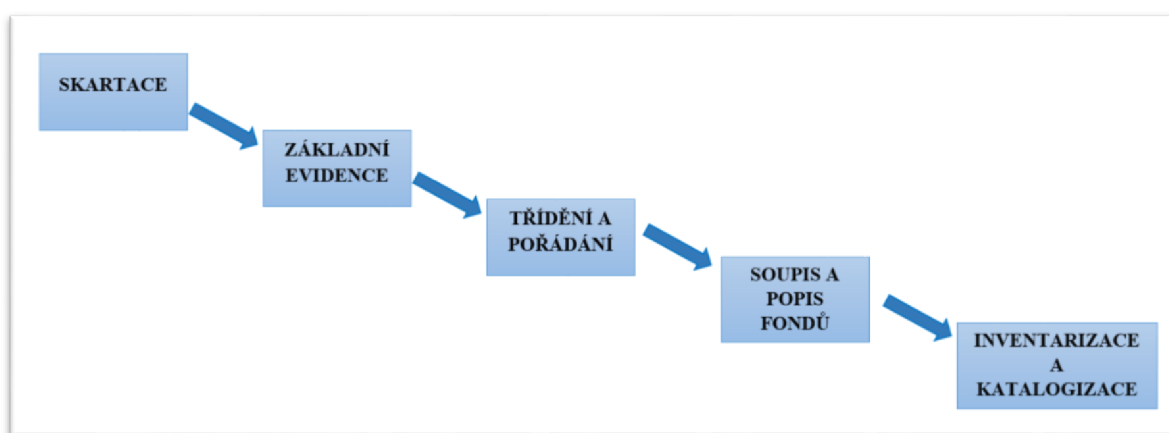 SKARTACE
ZÁKLADNÍ
EVIDENCE
TŘÍDĚNÍ A
POŘÁDÁNÍ
SOUPIS A
POPIS
FONDŮ
INVENTARIZACE
A
KATALOGIZACE